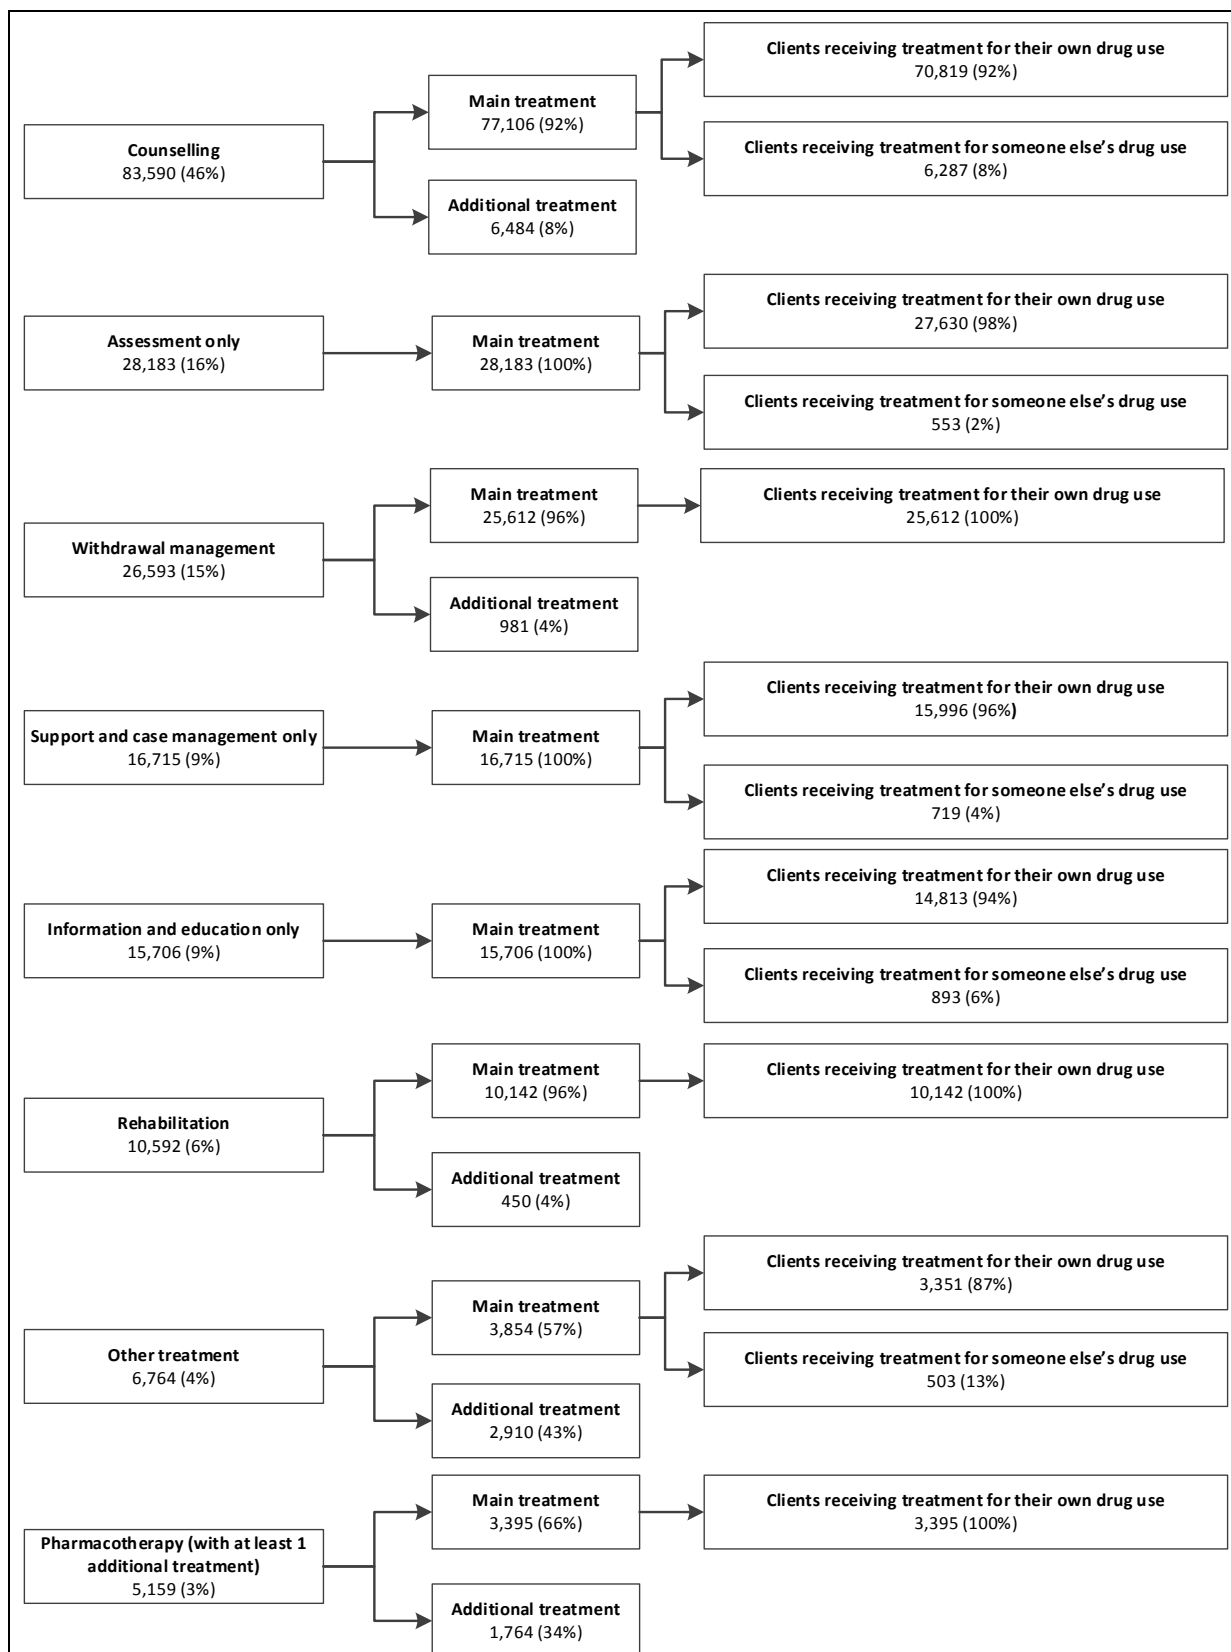 Counselling
83,590 (46%)
Main treatment
77,106 (92%)
Clients receiving treatment for their own drug use
70,819 (92%)
Clients receiving treatment for someone else’s drug use
6,287 (8%)
Additional treatment
6,484 (8%)
Assessment only
28,183 (16%)
Main treatment
28,183 (100%)
Clients receiving treatment for their own drug use
27,630 (98%)
Clients receiving treatment for someone else’s drug use
553 (2%)
Withdrawal management
26,593 (15%)
Main treatment
25,612 (96%)
Clients receiving treatment for their own drug use
25,612 (100%)
Additional treatment
981 (4%)
Support and case management only
16,715 (9%)
Main treatment
16,715 (100%)
Clients receiving treatment for their own drug use
15,996 (96%)
Clients receiving treatment for someone else’s drug use
719 (4%)
Information and education only
15,706 (9%)
Main treatment
15,706 (100%)
Clients receiving treatment for their own drug use
14,813 (94%)
Clients receiving treatment for someone else’s drug use
893 (6%)
Rehabilitation
10,592 (6%)
Main treatment
10,142 (96%)
Clients receiving treatment for their own drug use
10,142 (100%)
Additional treatment
450 (4%)
Other treatment
6,764 (4%)
Main treatment
3,854 (57%)
Clients receiving treatment for their own drug use
3,351 (87%)
Clients receiving treatment for someone else’s drug use
503 (13%)
Additional treatment
2,910 (43%)
Pharmacotherapy (with at least 1
additional treatment)
5,159 (3%)
Main treatment
3,395 (66%)
Clients receiving treatment for their own drug use
3,395 (100%)
Additional treatment
1,764 (34%)